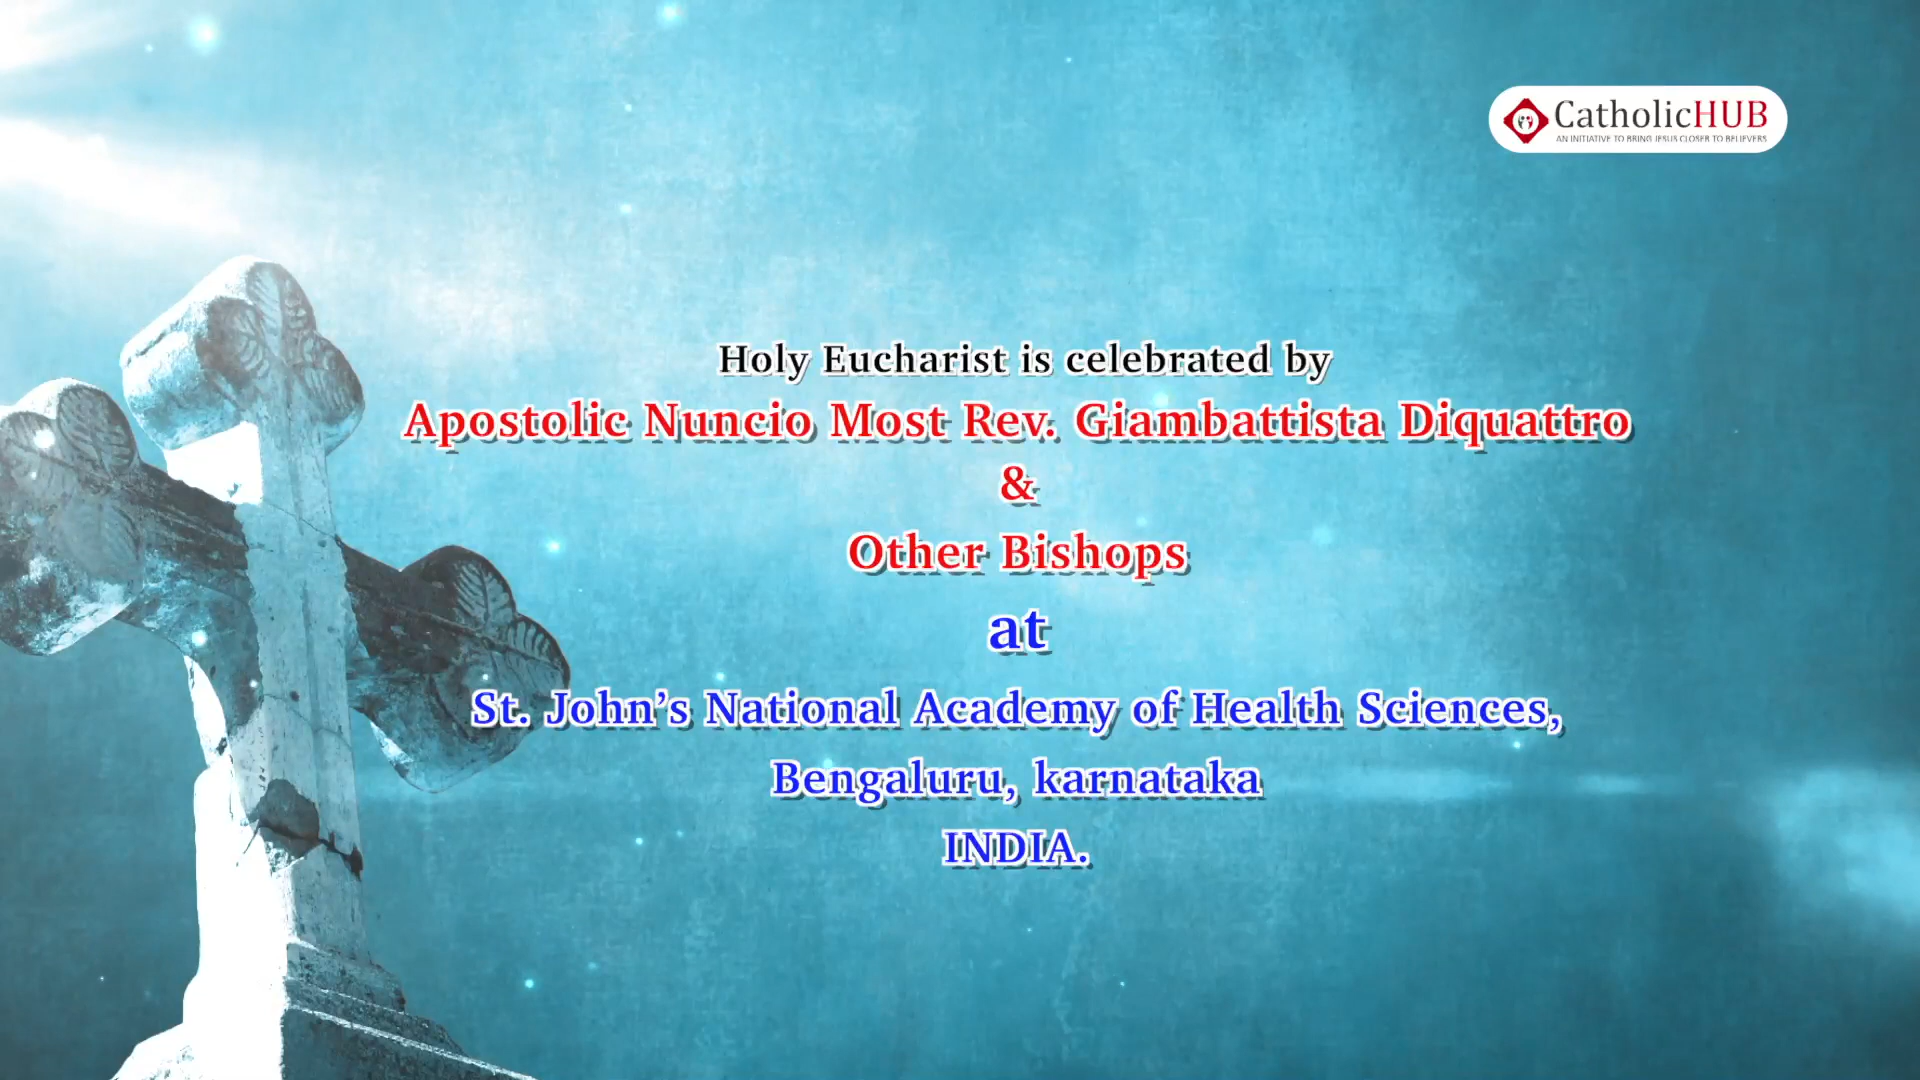 CatholicHUB
AN INITIATIVE TO BRING JESUS CLOSER TO BELIEVERS
Holy Eucharist is celebrated by
Apostolic Nuncio Most Rev. Giambattista Diquattro
&
Other Bishops
at
St. John’s National Academy of Health Sciences,
Bengaluru, karnataka
INDIA.